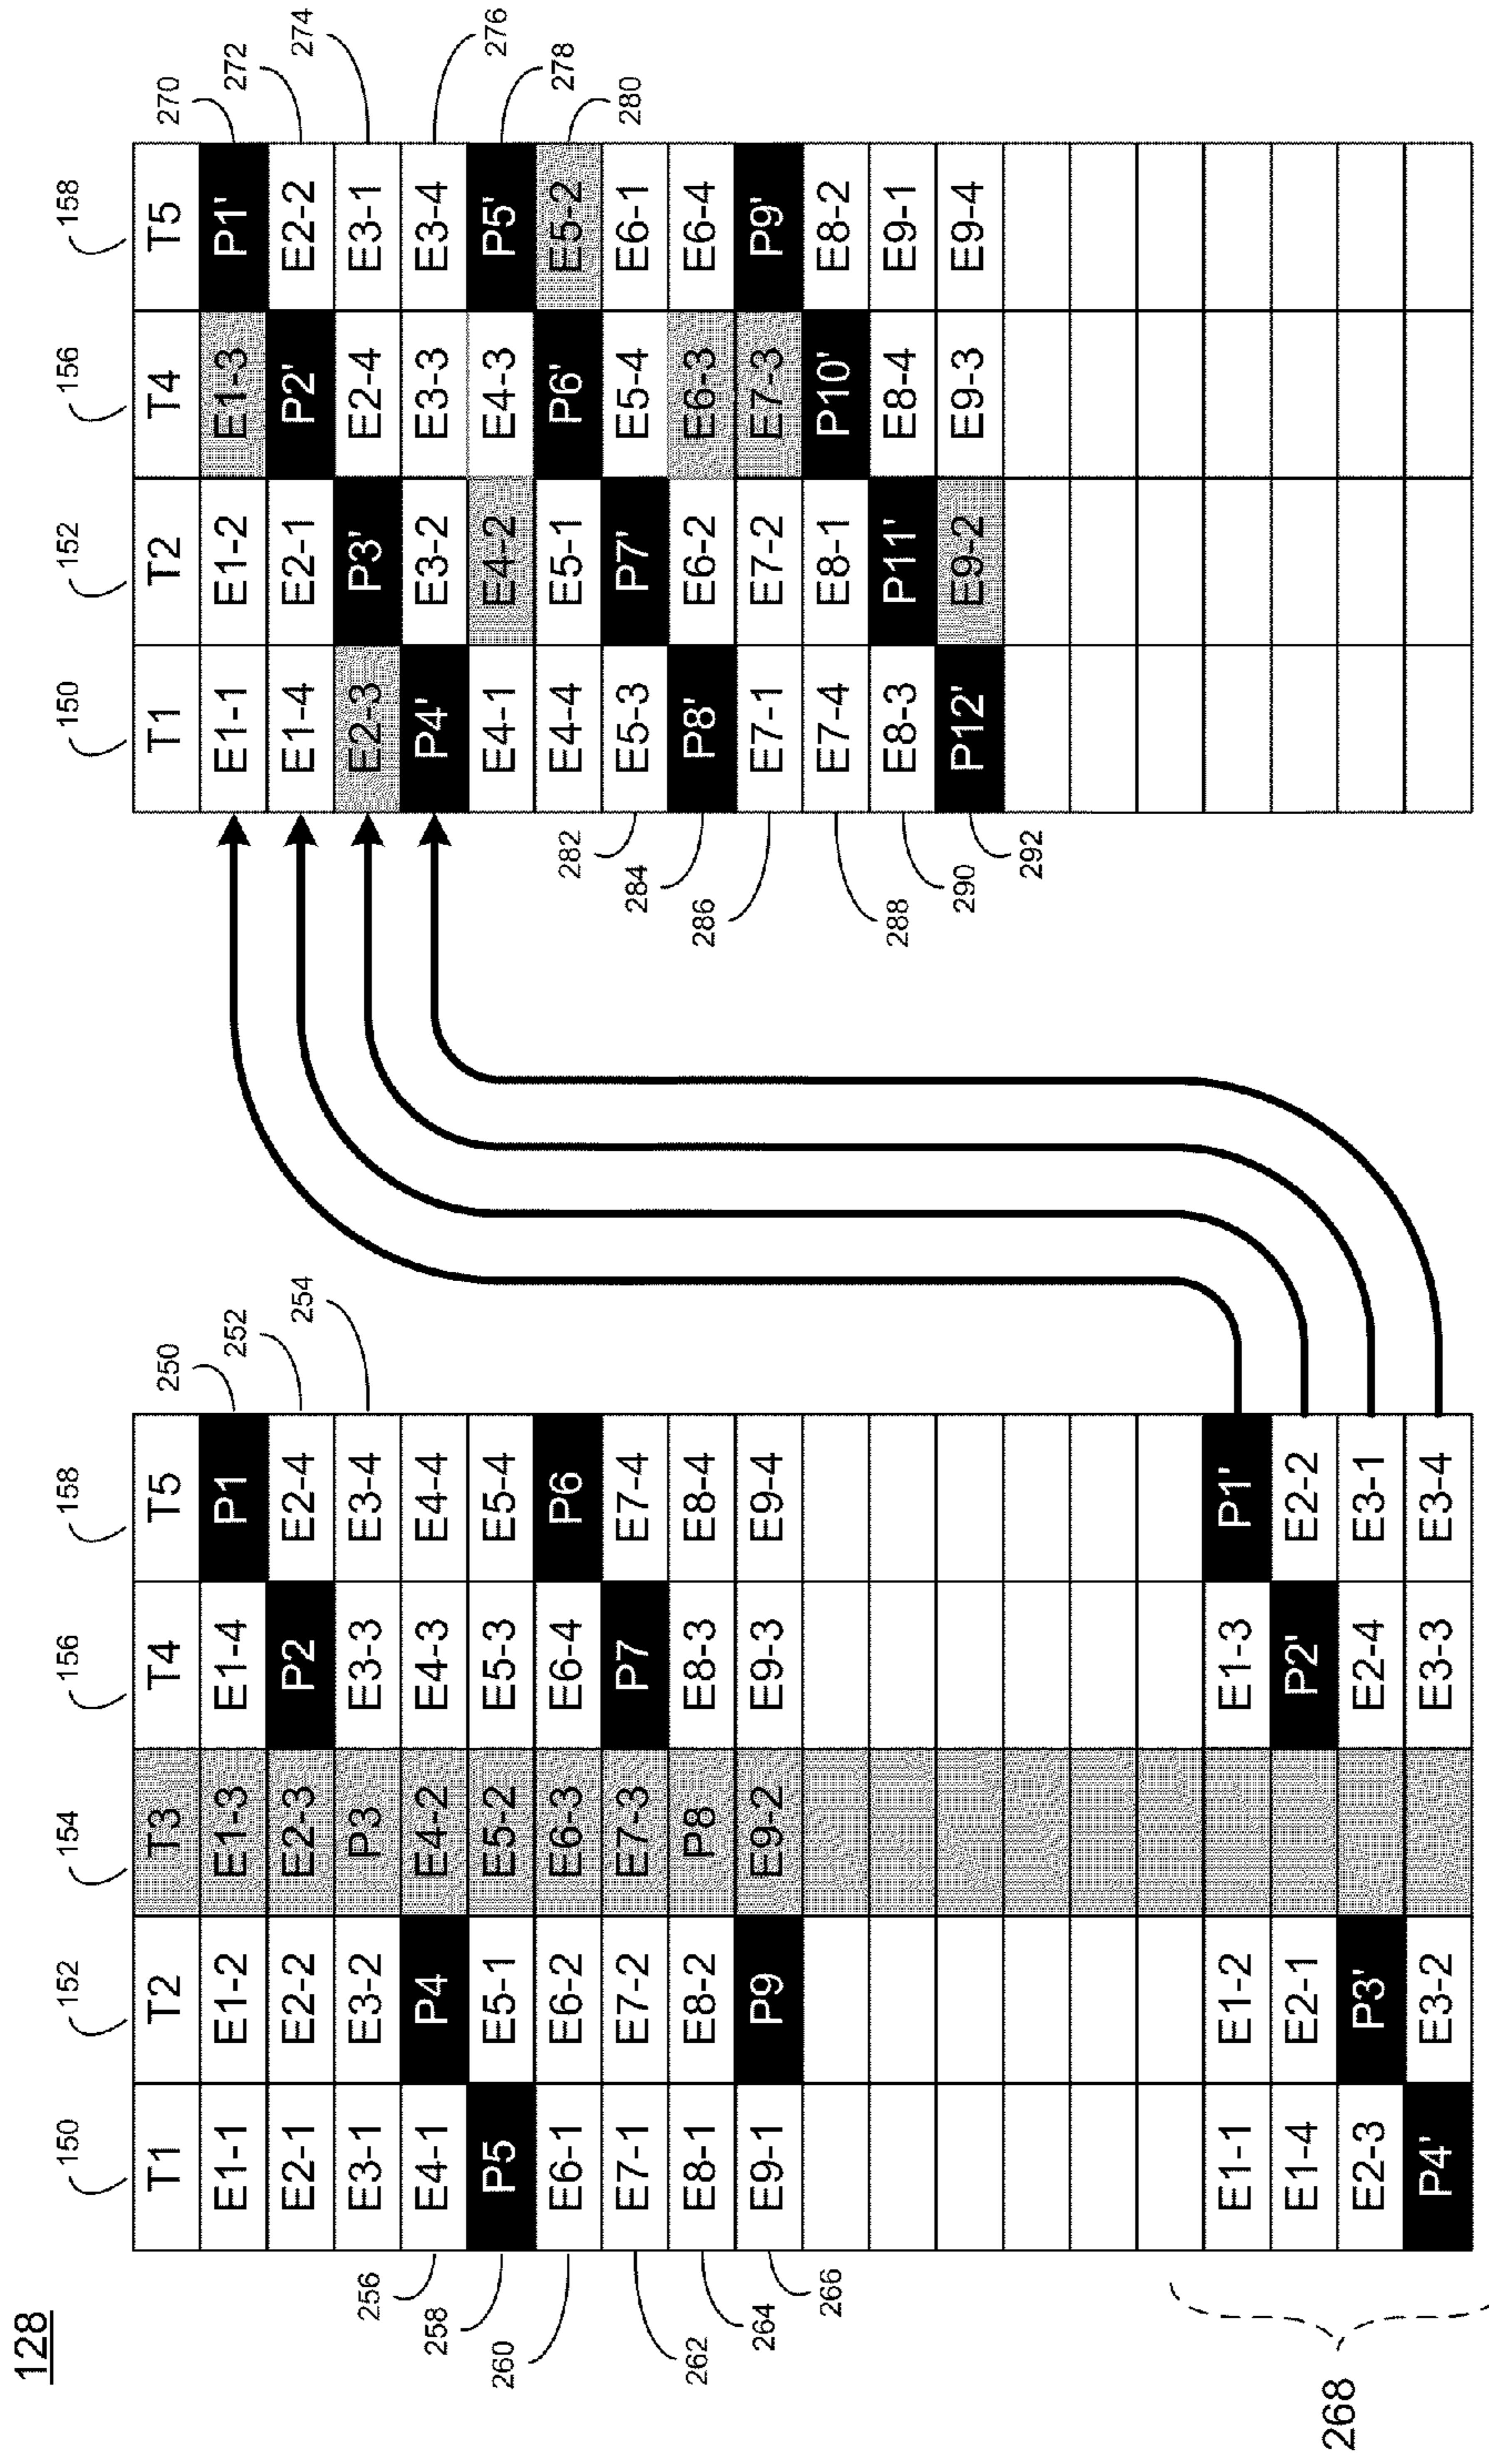 128
150 152 154 156 158
T1 T2 T3 T4 T5
E1-1 E1-2 E1-3 E1-4 P1 250
E2-1 E2-2 E2-3 P2 E2-4 252
E3-1 E3-2 P3 E3-3 E3-4 254
256 E4-1 P4 E4-2 E4-3 E4-4
258 P5 E5-1 E5-2 E5-3 E5-4
260 E6-1 E6-2 E6-3 E6-4 P6
262 E7-1 E7-2 E7-3 P7 E7-4
264 E8-1 E8-2 P8 E8-3 E8-4
266 E9-1 P9 E9-2 E9-3 E9-4
268
E1-1 E1-2 E1-3 P1'
E1-4 E2-1 P2' E2-2
E2-3 P3' E2-4 E3-1
P4' E3-2 E3-3 E3-4
150 152 156 158
T1 T2 T4 T5
E1-1 E1-2 E1-3 P1' 270
E1-4 E2-1 P2' E2-2 272
E2-3 P3' E2-4 E3-1 274
P4' E3-2 E3-3 E3-4 276
E4-1 E4-2 E4-3 P5' 278
E4-4 E5-1 P6' E5-2 280
282 E5-3 P7' E5-4 E6-1
284 P8' E6-2 E6-3 E6-4
286 E7-1 E7-2 E7-3 P9'
288 E7-4 E8-1 P10' E8-2
290 E8-3 P11' E8-4 E9-1
292 P12' E9-2 E9-3 E9-4